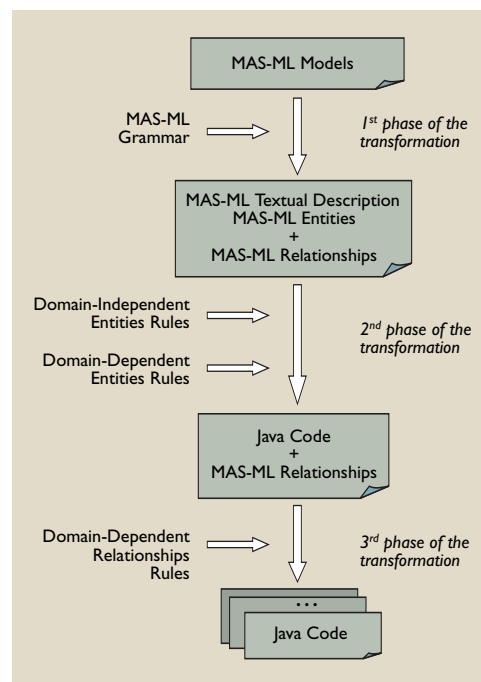 MAS-ML Models
MAS-ML
Grammar
1st phase of the
transformation
MAS-ML Textual Description
MAS-ML Entities
+
MAS-ML Relationships
Domain-Independent
Entities Rules
Domain-Dependent
Entities Rules
2nd phase of the
transformation
Java Code
+
MAS-ML Relationships
Domain-Dependent
Relationships
Rules
3rd phase of the
transformation
...
Java Code